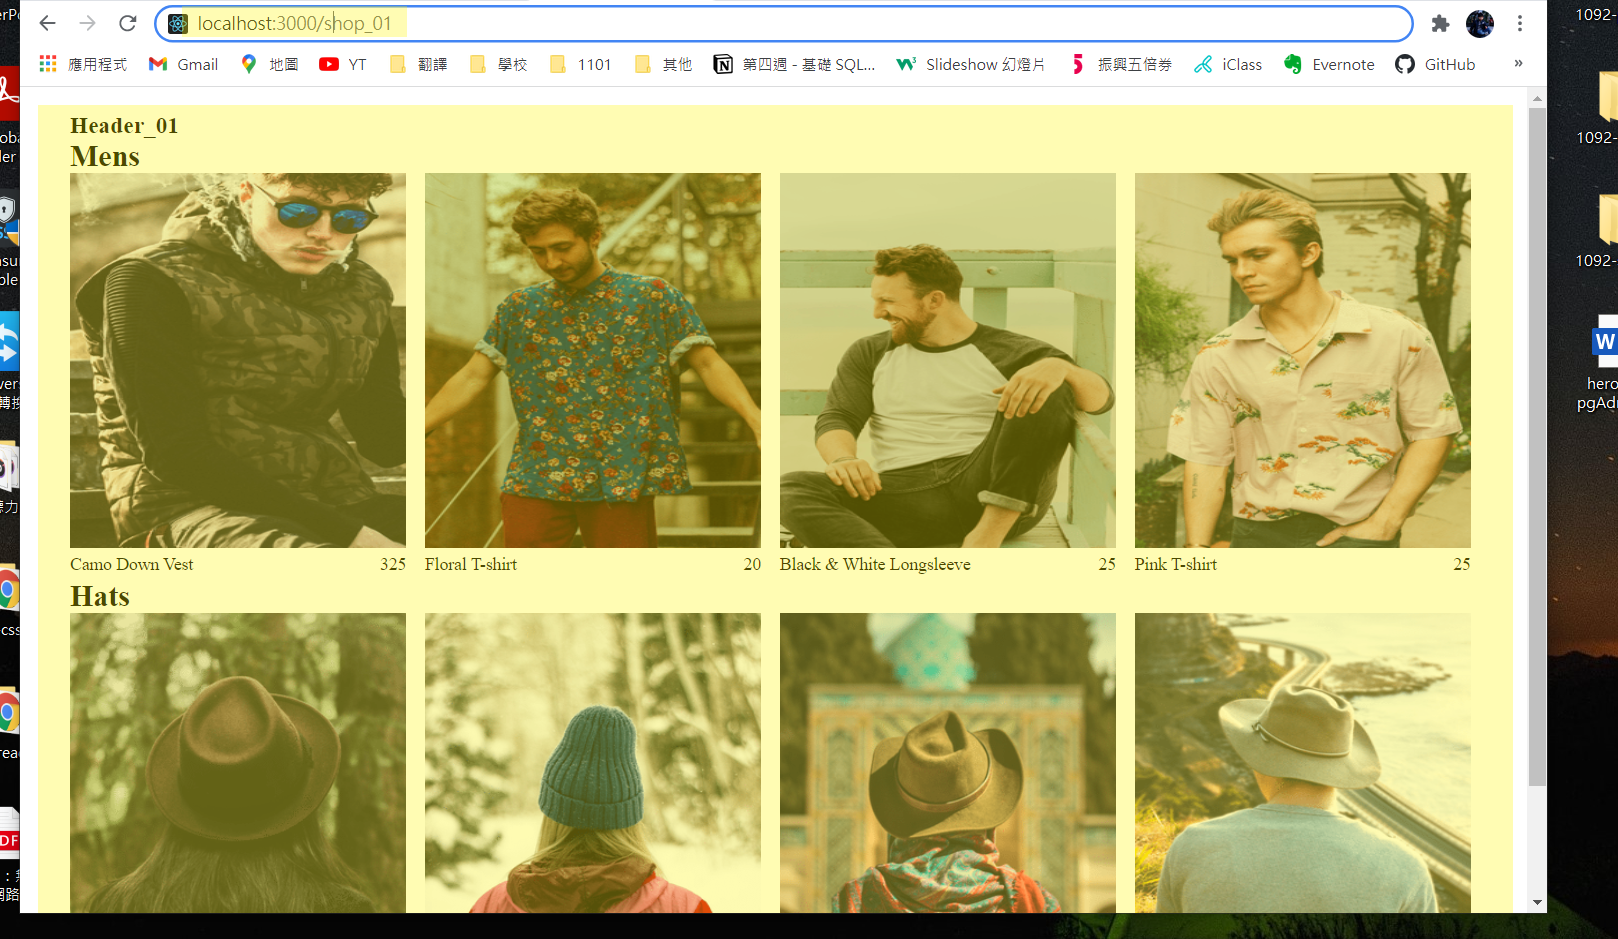 localhost:3000/shop_01
應用程式 Gmail 地圖 YT 翻譯 學校 1101 其他 第四週 - 基礎 SQL... Slideshow 幻燈片 振興五倍券 iClass Evernote GitHub »
Header_01
Mens
Camo Down Vest 325 Floral T-shirt 20 Black & White Longsleeve 25 Pink T-shirt 25
Hats
1092-
1092-
1092-
hero
pgAd